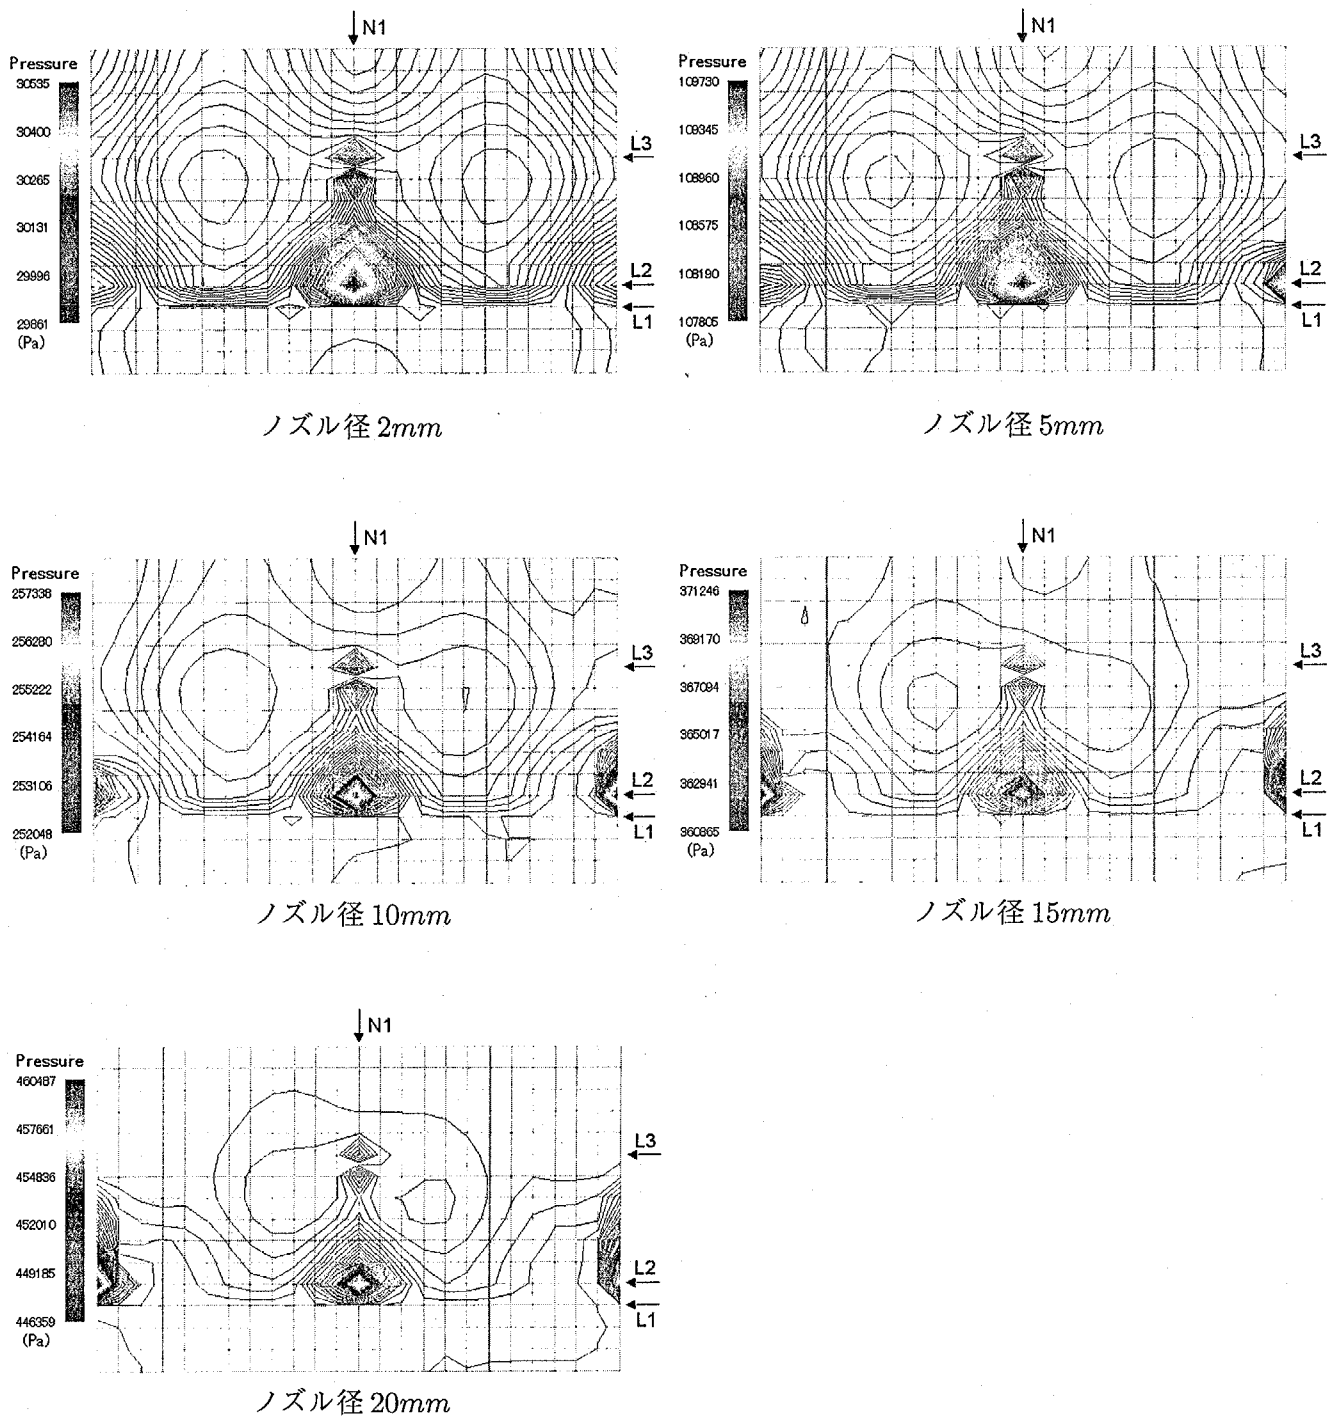 N1
Pressure
30535
30400
30265
30131
29996
29861
(Pa)
L3
L2
L1
ノズル径 2mm
N1
Pressure
109730
109345
108960
108575
108190
107805
(Pa)
L3
L2
L1
ノズル径 5mm
N1
Pressure
257338
256280
255222
254164
253106
252048
(Pa)
L3
L2
L1
ノズル径 10mm
N1
Pressure
371246
369170
367094
365017
362941
360865
(Pa)
L3
L2
L1
ノズル径 15mm
N1
Pressure
460487
457661
454836
452010
449185
446359
(Pa)
L3
L2
L1
ノズル径 20mm